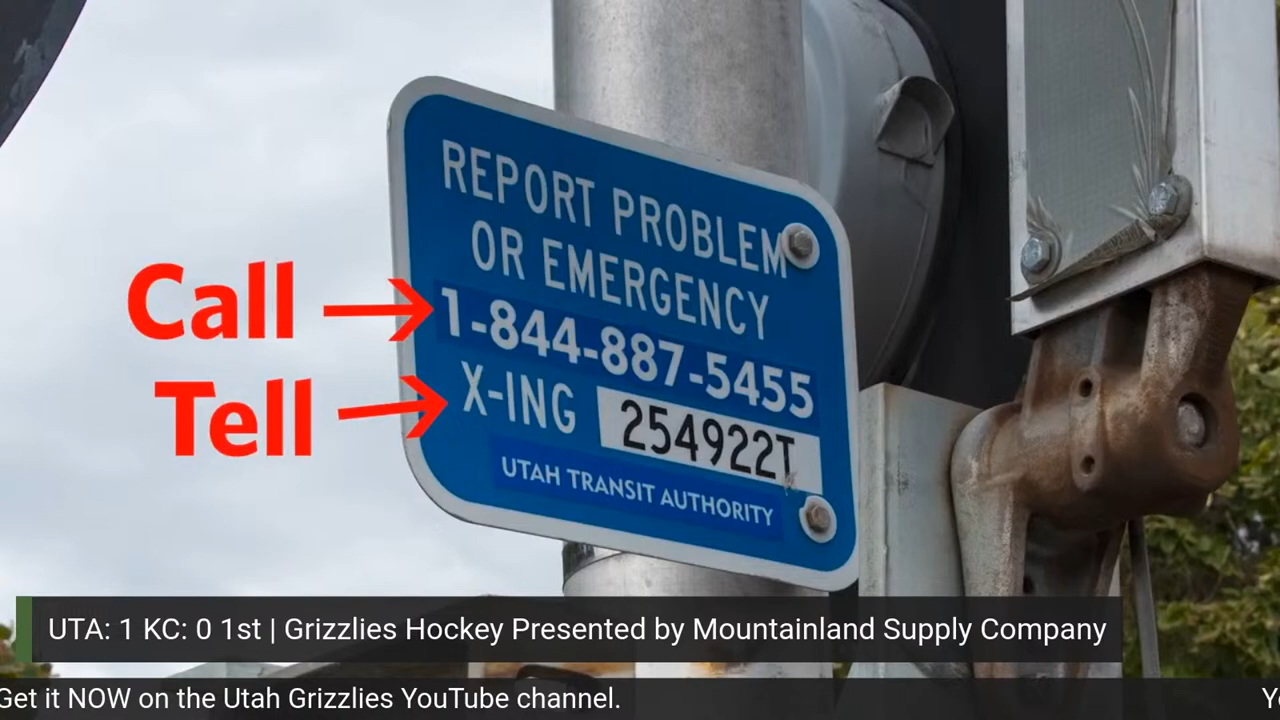 REPORT PROBLEM
OR EMERGENCY
Call
1-844-887-5455
Tell
X-ING 254922T
UTAH TRANSIT AUTHORITY
UTA: 1 KC: 0 1st | Grizzlies Hockey Presented by Mountainland Supply Company
Get it NOW on the Utah Grizzlies YouTube channel.